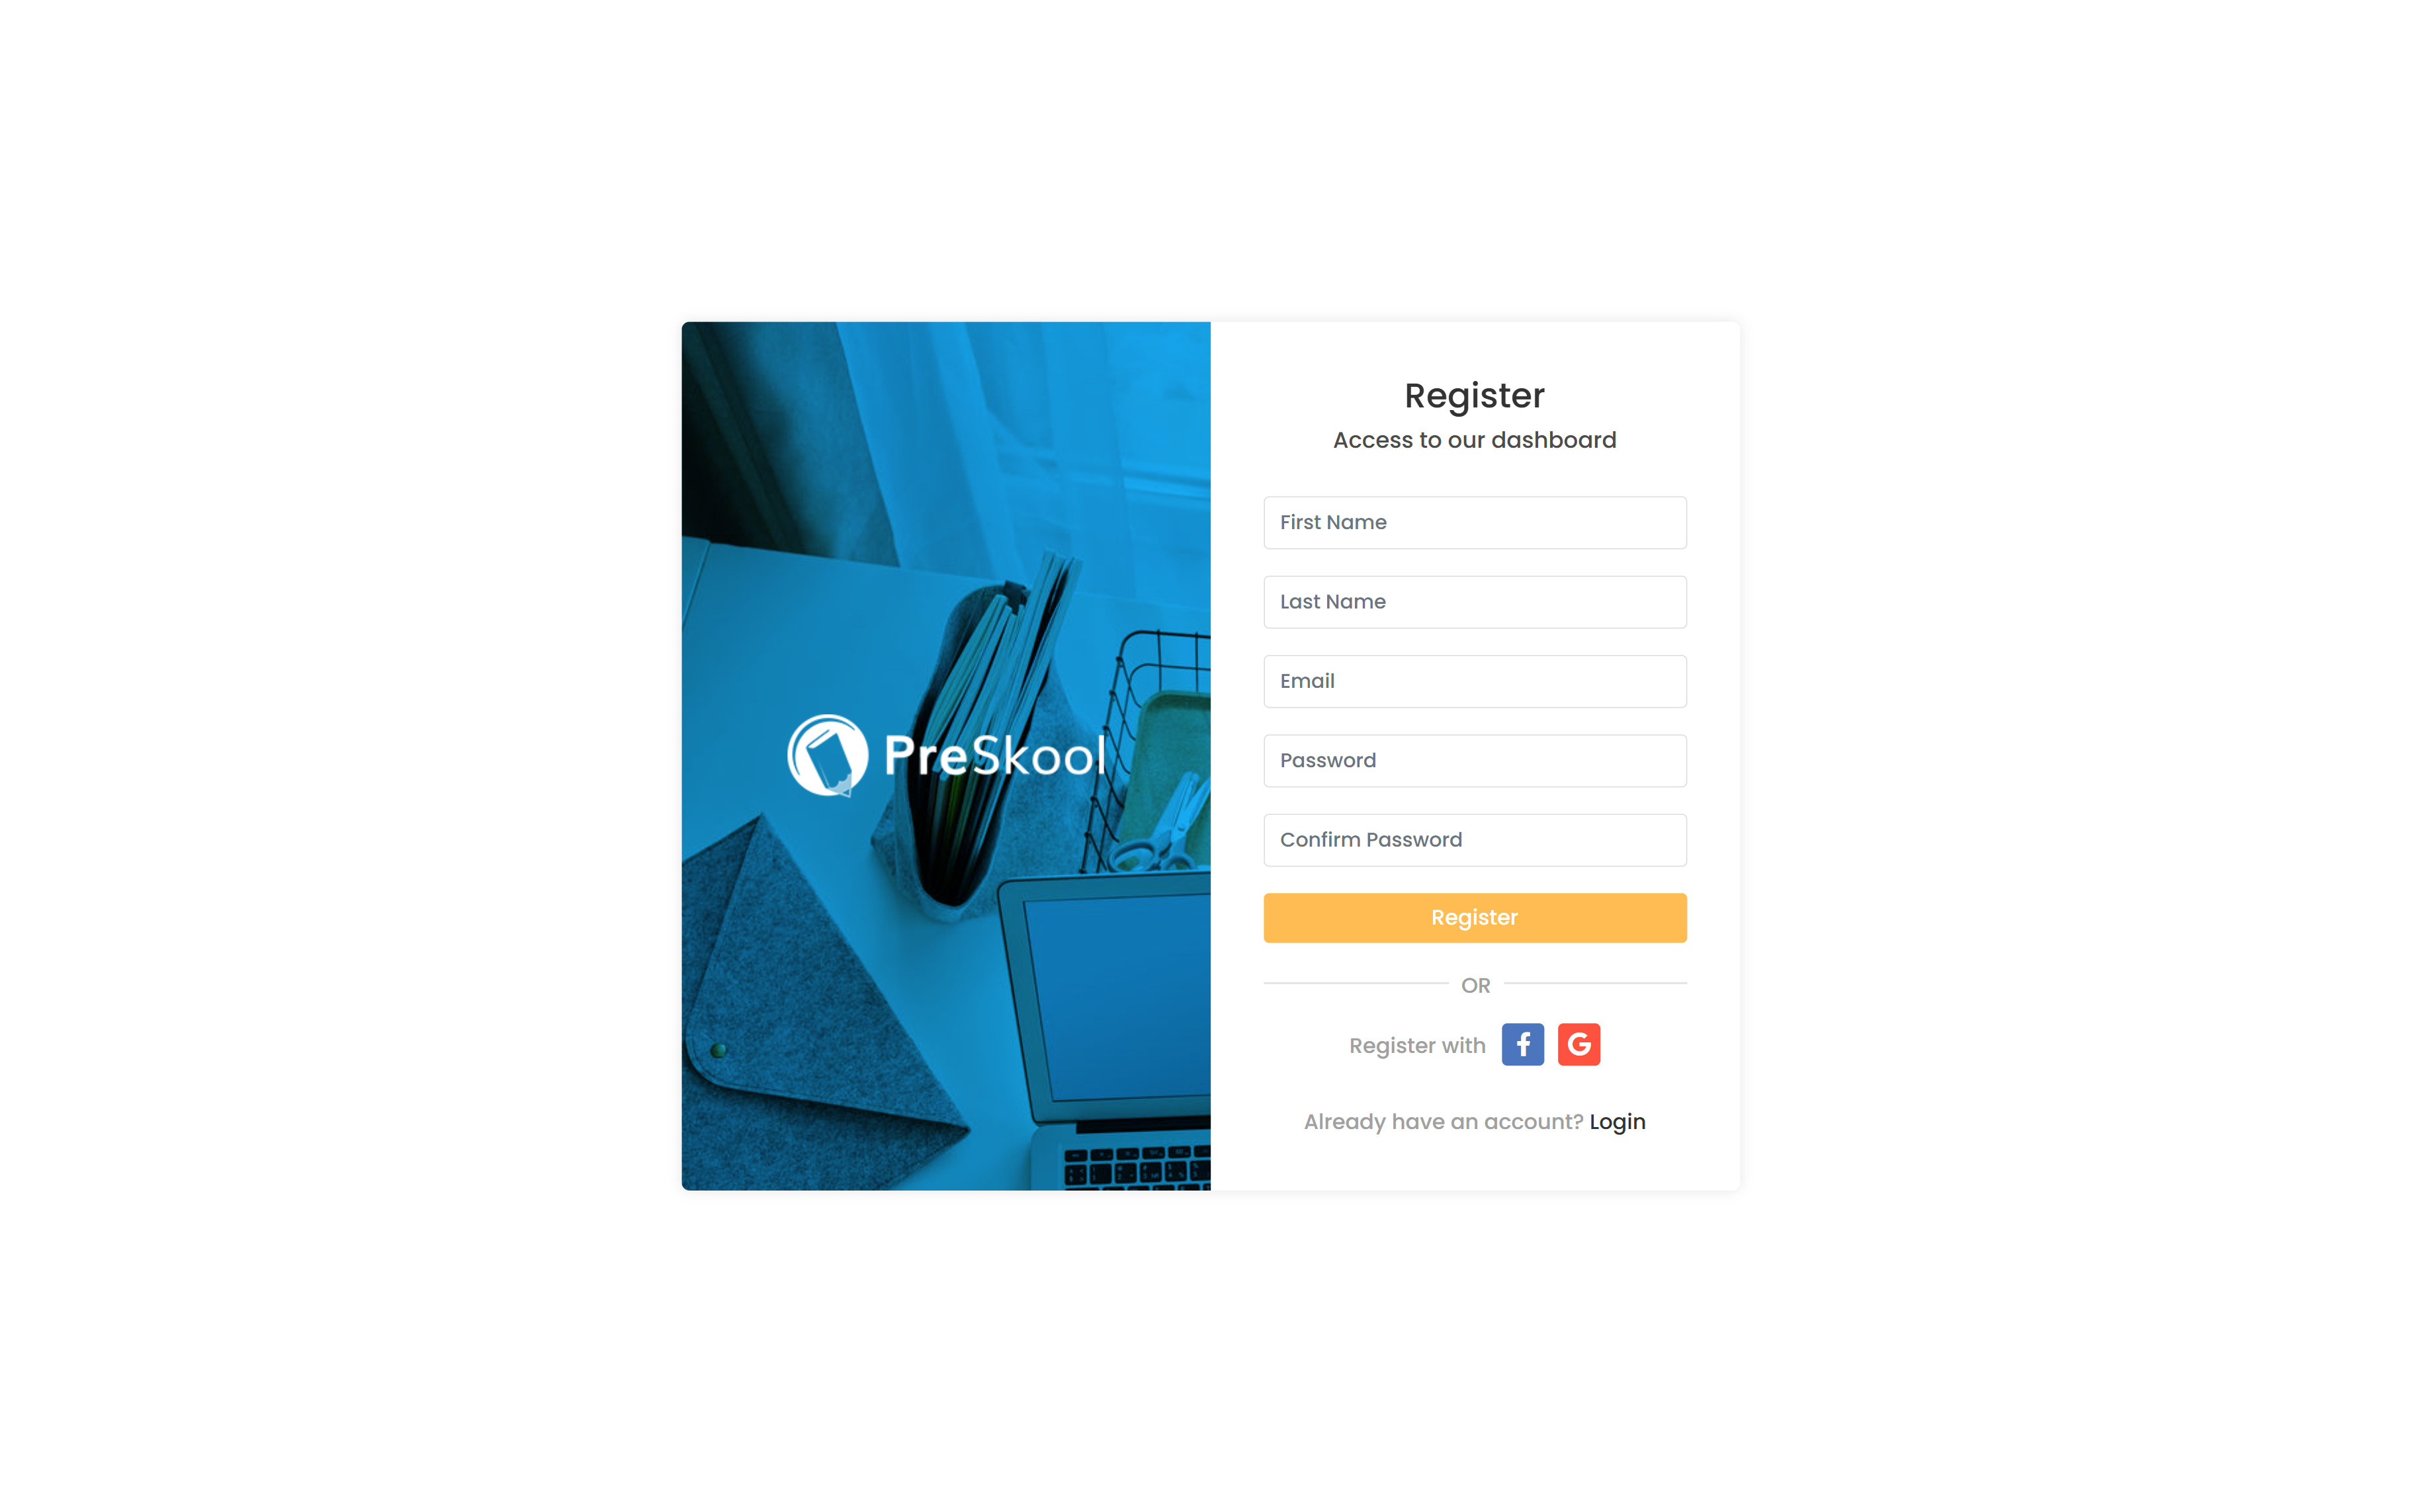 PreSkool
Register
Access to our dashboard
First Name
Last Name
Email
Password
Confirm Password
Register
OR
Register with
Already have an account? Login